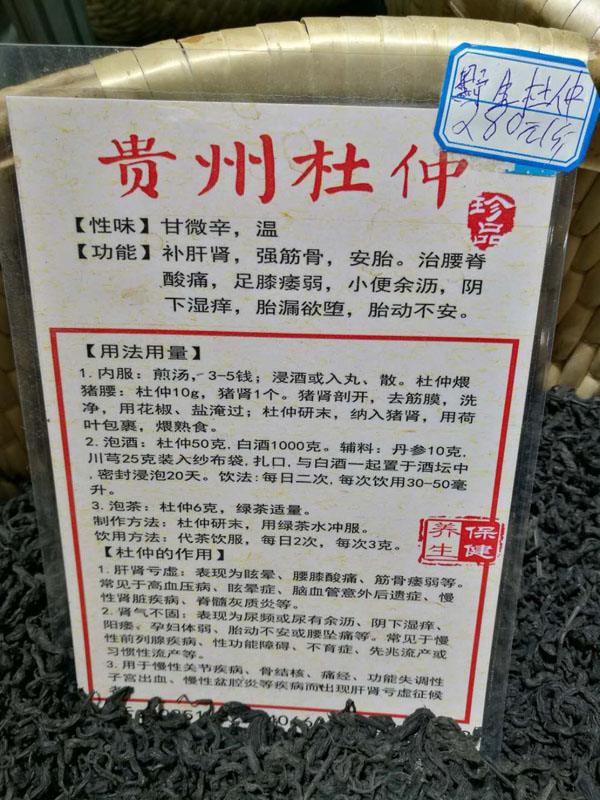 野生杜仲
280元/斤
贵州杜仲
珍品
【性味】甘微辛，温
【功能】补肝肾，强筋骨，安胎。治腰脊
酸痛，足膝痿弱，小便余沥，阴
下湿痒，胎漏欲堕，胎动不安。
【用法用量】
1. 内服：煎汤，3-5钱；浸酒或入丸、散。杜仲煨
猪腰：杜仲10g，猪肾1个。猪肾剖开，去筋膜，洗
净，用花椒、盐淹过；杜仲研末，纳入猪肾，用荷
叶包裹，煨熟食。
2. 泡酒：杜仲50克，白酒1000克。辅料：丹参10克，
川芎25克装入纱布袋，扎口，与白酒一起置于酒坛中
，密封浸泡20天。饮法：每日二次，每次饮用30-50毫
升。
3. 泡茶：杜仲6克，绿茶适量。
制作方法：杜仲研末，用绿茶水冲服。
饮用方法：代茶饮服，每日2次，每次3克。
养生
保健
【杜仲的作用】
1. 肝肾亏虚：表现为眩晕、腰膝酸痛、筋骨痿弱等。
常见于高血压病、眩晕症、脑血管意外后遗症、慢
性肾脏疾病、脊髓灰质炎等。
2. 肾气不固：表现为尿频或尿有余沥、阴下湿痒、
阳痿、孕妇体弱、胎动不安或腰坠痛等。常见于慢
性前列腺疾病、性功能障碍、不育症、先兆流产或
习惯性流产等。
3. 用于慢性关节疾病、骨结核、痛经、功能失调性
子宫出血、慢性盆腔炎等疾病而出现肝肾亏虚征候